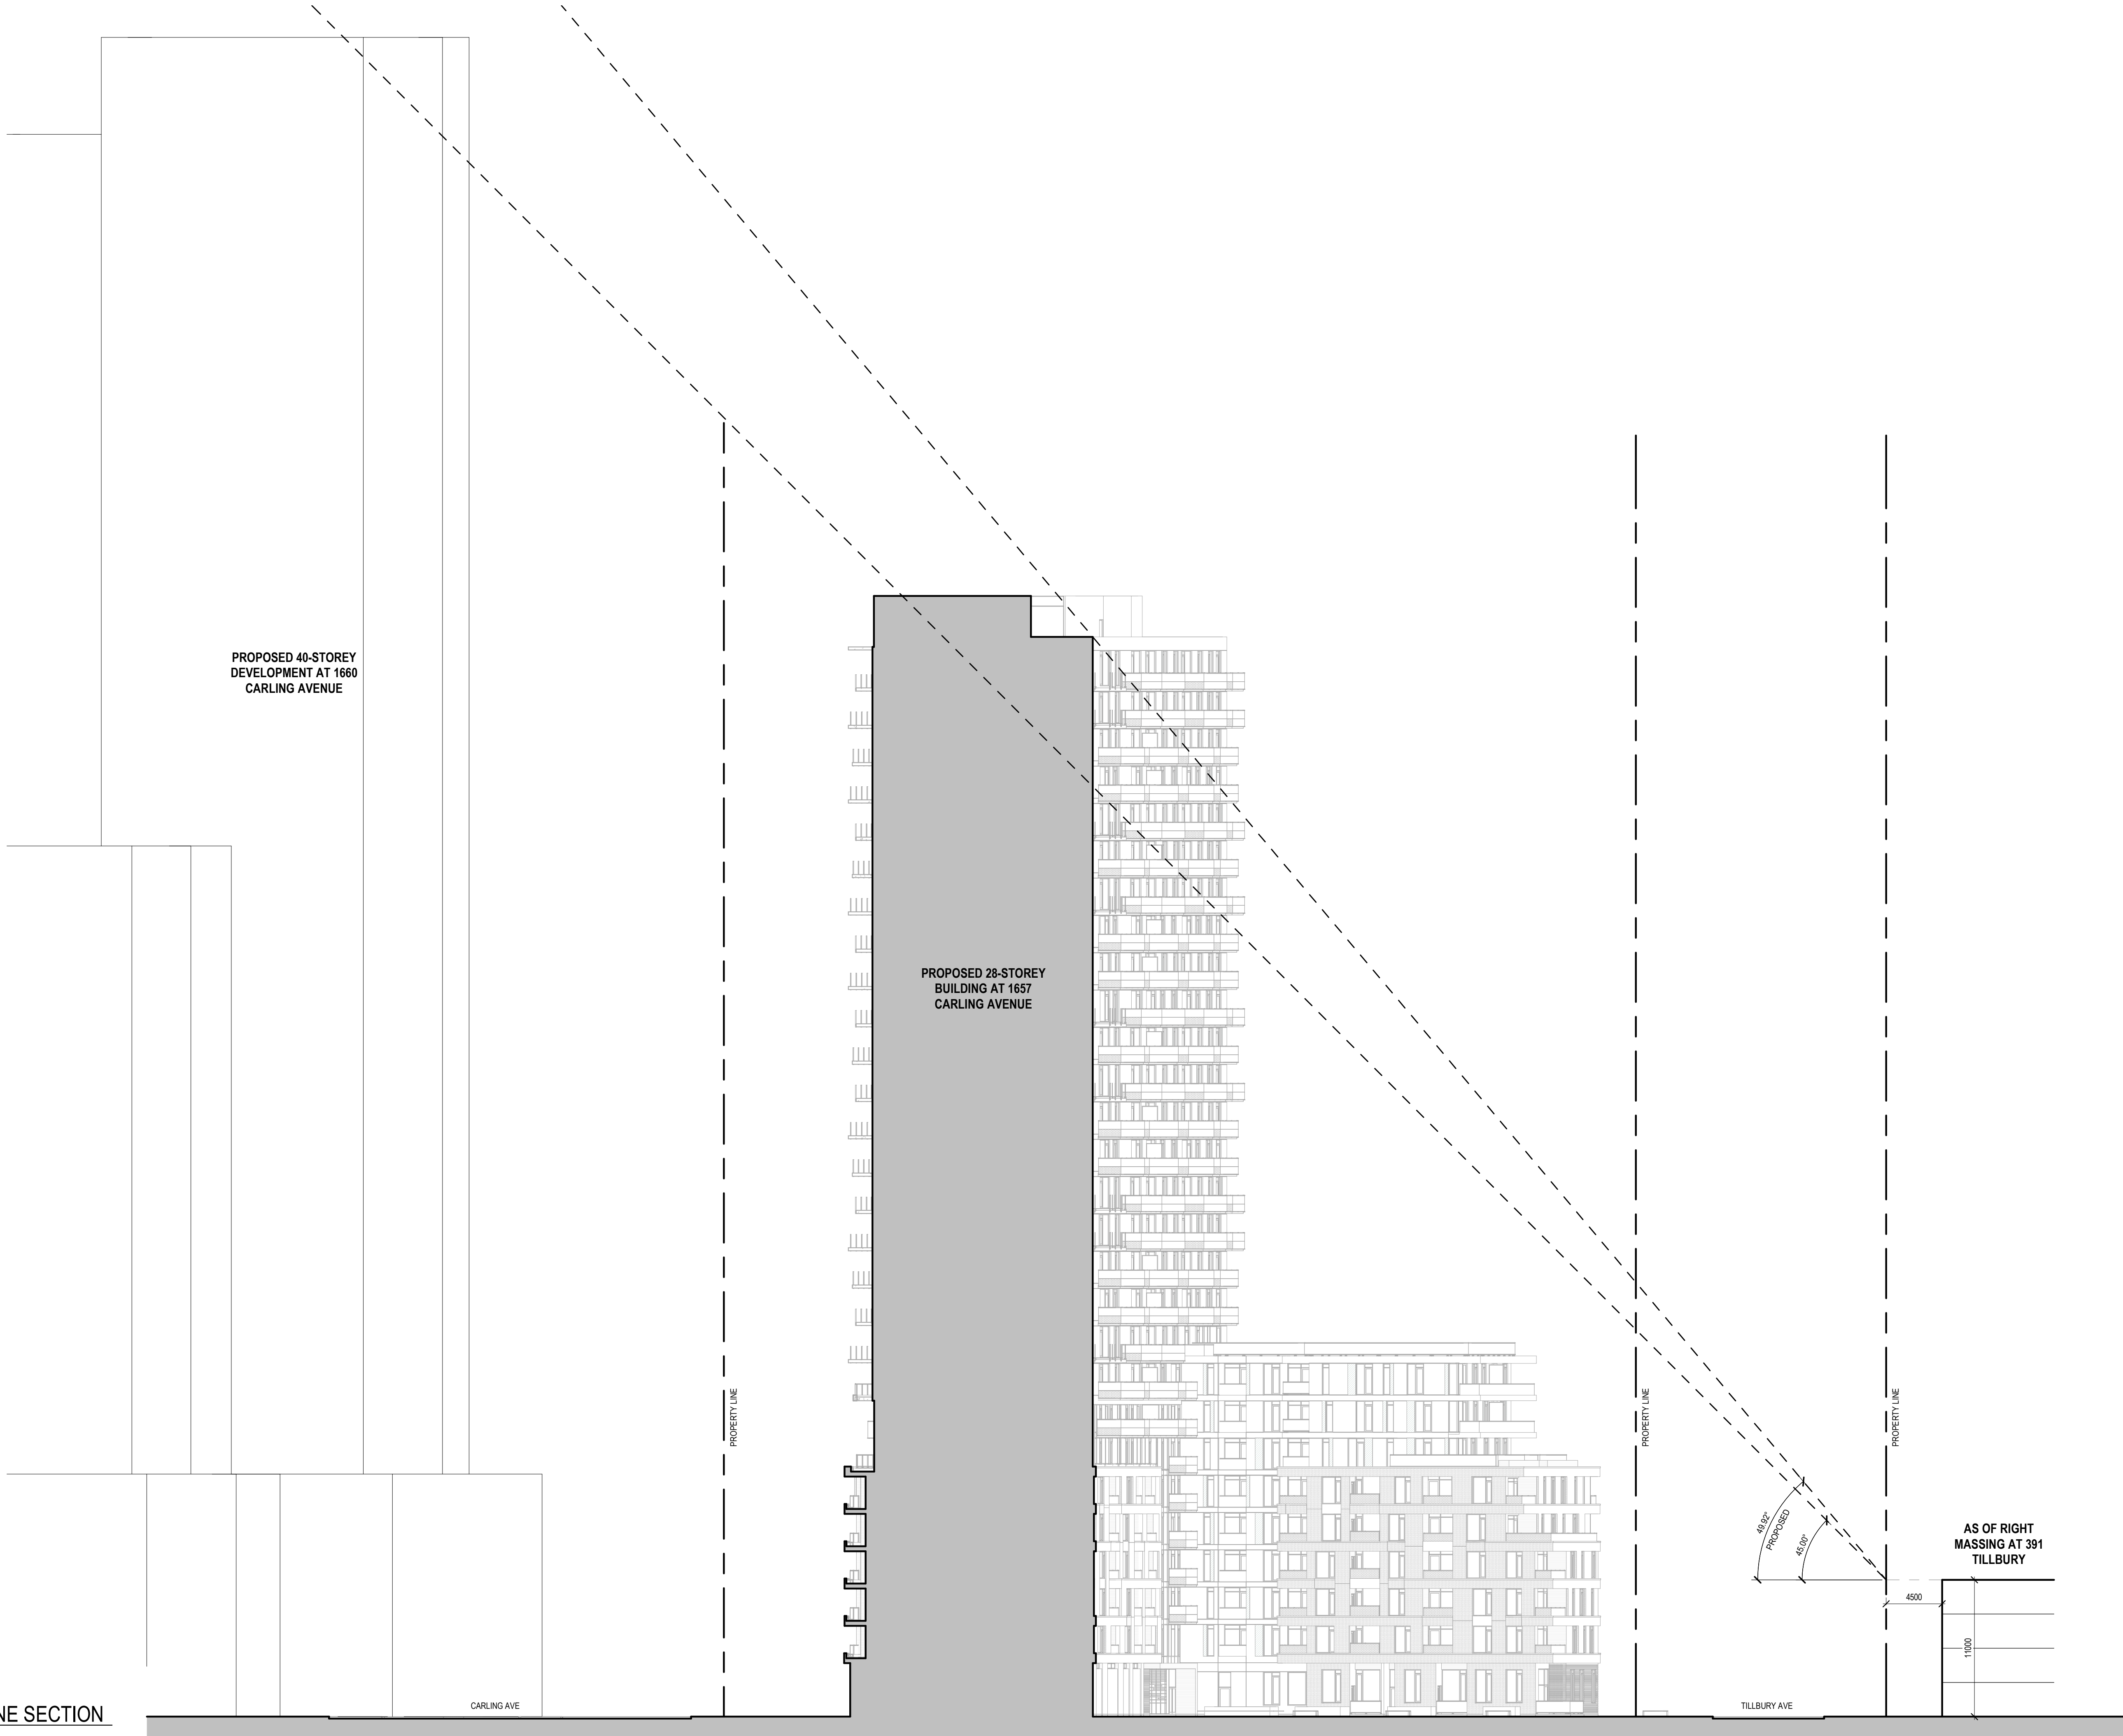 PROPOSED 40-STOREY
DEVELOPMENT AT 1660
CARLING AVENUE
PROPOSED 28-STOREY
BUILDING AT 1657
CARLING AVENUE
PROPERTY LINE
PROPERTY LINE
PROPERTY LINE
49.92°
PROPOSED
45.00°
AS OF RIGHT
MASSING AT 391
TILLBURY
4500
11000
CARLING AVE
TILLBURY AVE
NE SECTION